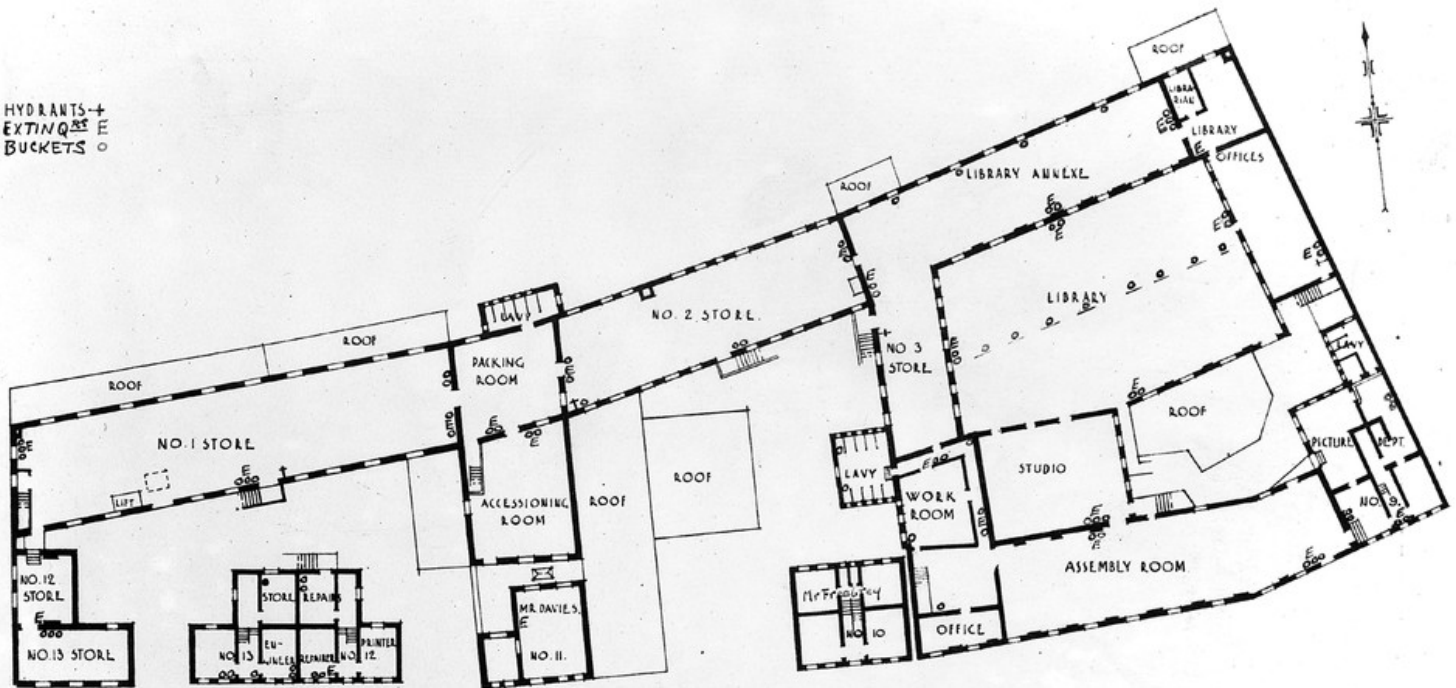 HYDRANTS +
EXTINQRS E
BUCKETS O
ROOF
LIBRA-
RIAN
LIBRARY
OFFICES
E
LIBRARY ANNEXE
E
ROOF
E
E
E
E
E
LIBRARY
NO. 2 STORE.
LAVY
ROOF
ROOF
PACKING
ROOM
E
NO 3
STORE
E
LAVY
E
ROOF
NO. 1 STORE
E
E
E
E
E
LIFT
ACCESSIONING
ROOM
ROOF
ROOF
LAVY
E
WORK
ROOM
STUDIO
E
E
E
PICTURE
DEPT.
NO. 9.
E
E
ASSEMBLY ROOM
NO. 12
STORE
E
NO. 13 STORE
STORE
REPAIRS
NO. 13
EN-
GINEER
REPAIRER
NO.
12
PRINTER
E
MR. DAVIES.
E
NO. 11.
NO. 10
OFFICE